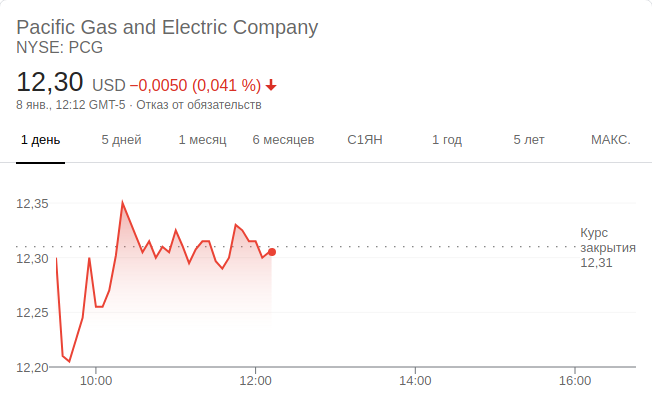 Pacific Gas and Electric Company
NYSE: PCG
12,30 USD −0,0050 (0,041 %)
8 янв., 12:12 GMT-5 · Отказ от обязательств
1 день 5 дней 1 месяц 6 месяцев С1ЯН 1 год 5 лет МАКС.
12,35
Курс
закрытия
12,31
12,30
12,25
12,20
10:00 12:00 14:00 16:00